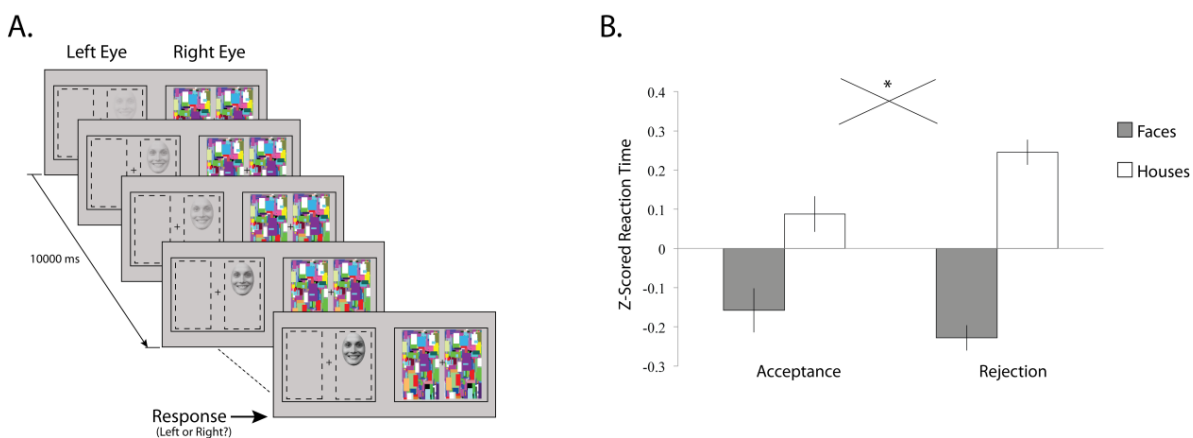 A.
Left Eye
Right Eye
10000 ms
Response
(Left or Right?)
B.
Z-Scored Reaction Time
0.4
0.3
0.2
0.1
0
-0.1
-0.2
-0.3
*
Faces
Houses
Acceptance
Rejection